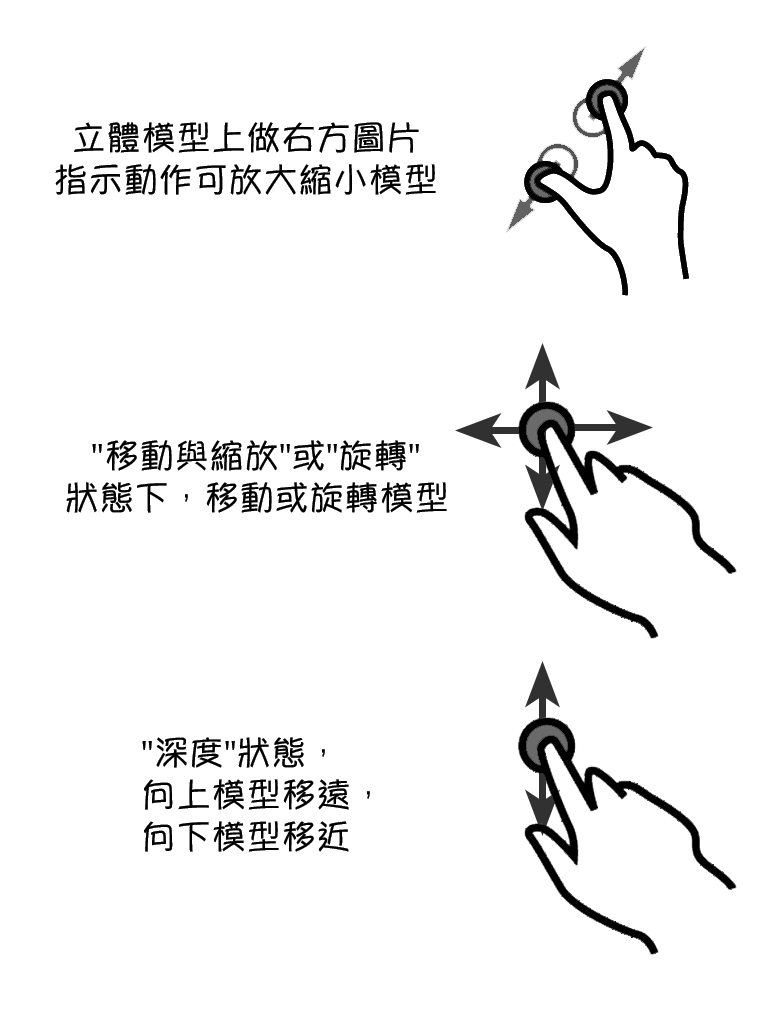 立體模型上做右方圖片
指示動作可放大縮小模型
"移動與縮放"或"旋轉"
狀態下，移動或旋轉模型
"深度"狀態，
向上模型移遠，
向下模型移近